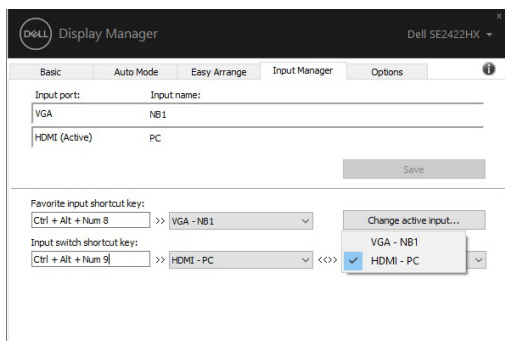 DELL Display Manager
Dell SE2422HX
Basic Auto Mode Easy Arrange Input Manager Options
Input port: Input name:
VGA NB1
HDMI (Active) PC
Save
Favorite input shortcut key:
Ctrl + Alt + Num 8 >> VGA - NB1 Change active input...
VGA - NB1
Input switch shortcut key:
Ctrl + Alt + Num 9 >> HDMI - PC <<>> HDMI - PC